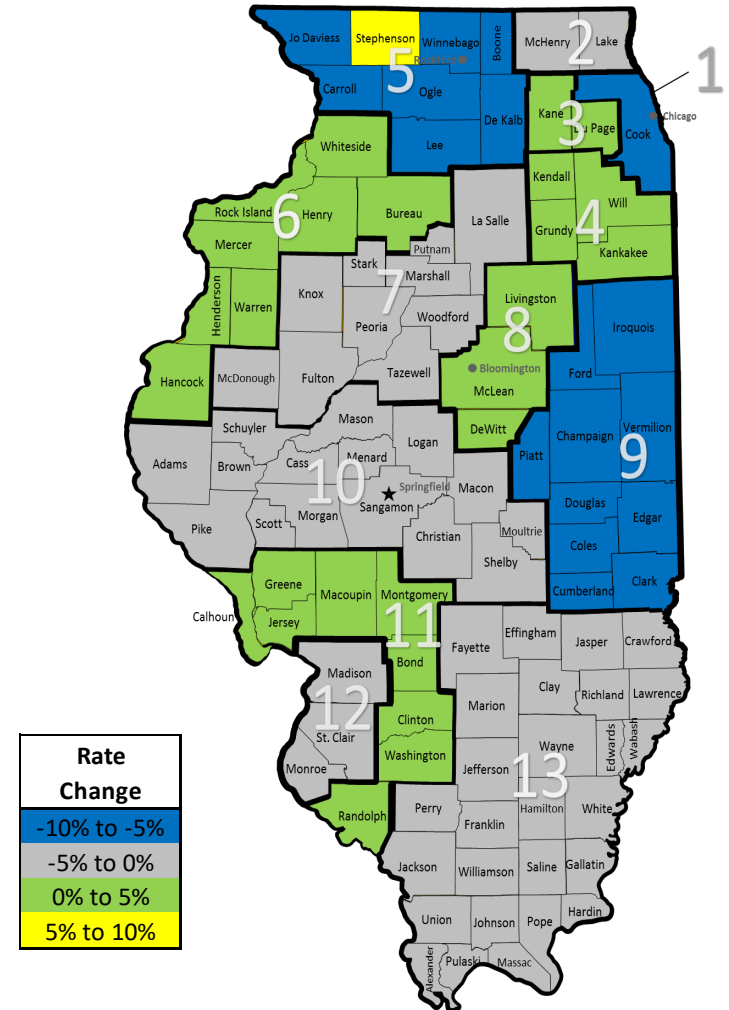 Jo Daviess
Stephenson
Winnebago
Boone
McHenry
Lake
2
1
Rockford
5
Carroll
Ogle
De Kalb
Kane
3
Du Page
Cook
Chicago
Lee
Whiteside
Kendall
Will
Rock Island
6
Henry
Bureau
La Salle
Grundy
4
Mercer
Putnam
Kankakee
Stark
Marshall
7
Henderson
Warren
Knox
Livingston
Woodford
8
Peoria
Iroquois
Hancock
McDonough
Fulton
Tazewell
Bloomington
McLean
Ford
Mason
Schuyler
Logan
DeWitt
Champaign
Vermilion
9
Piatt
Adams
Brown
Cass
Menard
10
Springfield
Macon
Sangamon
Douglas
Edgar
Pike
Scott
Morgan
Christian
Moultrie
Coles
Shelby
Greene
Macoupin
Montgomery
Cumberland
Clark
Calhoun
Jersey
11
Effingham
Fayette
Jasper
Crawford
Bond
Madison
12
Clay
Richland
Lawrence
Marion
Clinton
St. Clair
Washington
Wayne
Edwards
Wabash
Monroe
Jefferson
13
Randolph
Perry
Hamilton
White
Franklin
Jackson
Williamson
Saline
Gallatin
Union
Johnson
Pope
Hardin
Alexander
Pulaski
Massac
Rate
Change
-10% to -5%
-5% to 0%
0% to 5%
5% to 10%